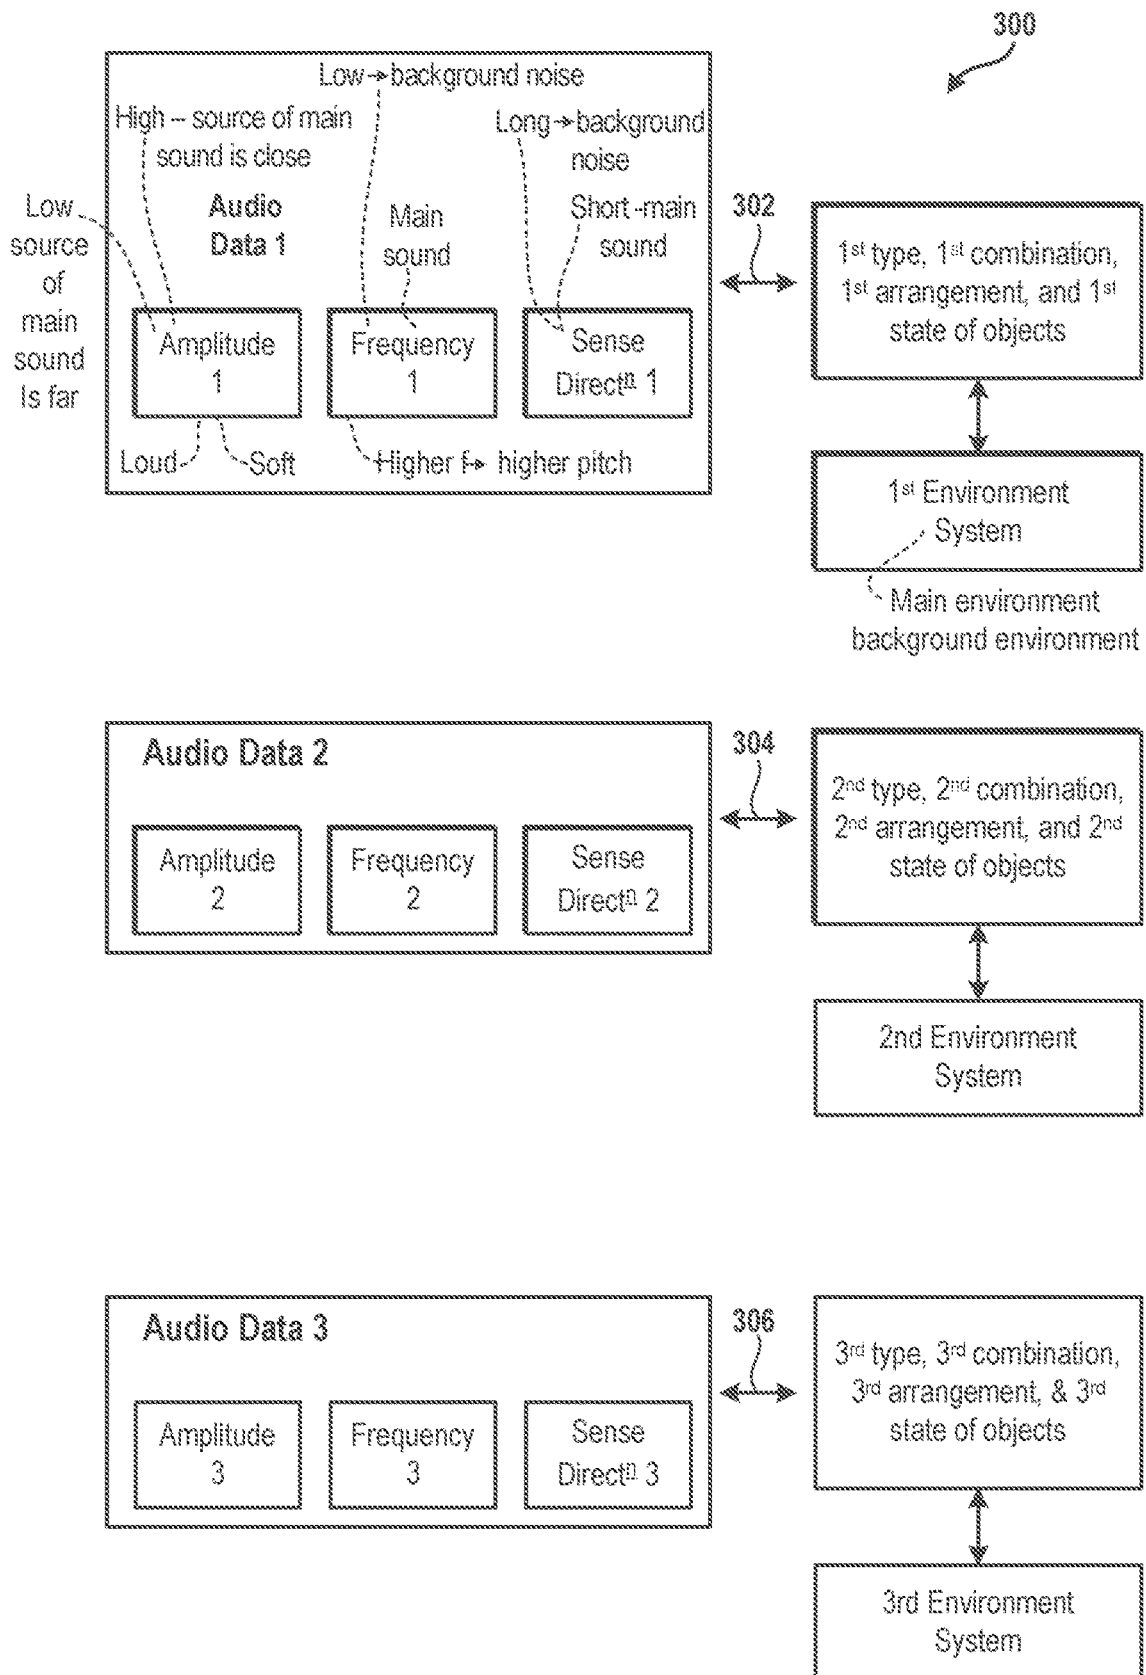 300
Low→background noise
High – source of main
sound is close
Long→background
noise
Low
source
of
main
sound
Is far
Audio
Data 1
Main
sound
Short -main
sound
Amplitude
1
Frequency
1
Sense
Directⁿ 1
Loud
Soft
Higher f→ higher pitch
302
1st type, 1st combination,
1st arrangement, and 1st
state of objects
1st Environment
System
Main environment
background environment
Audio Data 2
Amplitude
2
Frequency
2
Sense
Directⁿ 2
304
2nd type, 2nd combination,
2nd arrangement, and 2nd
state of objects
2nd Environment
System
Audio Data 3
Amplitude
3
Frequency
3
Sense
Directⁿ 3
306
3rd type, 3rd combination,
3rd arrangement, & 3rd
state of objects
3rd Environment
System